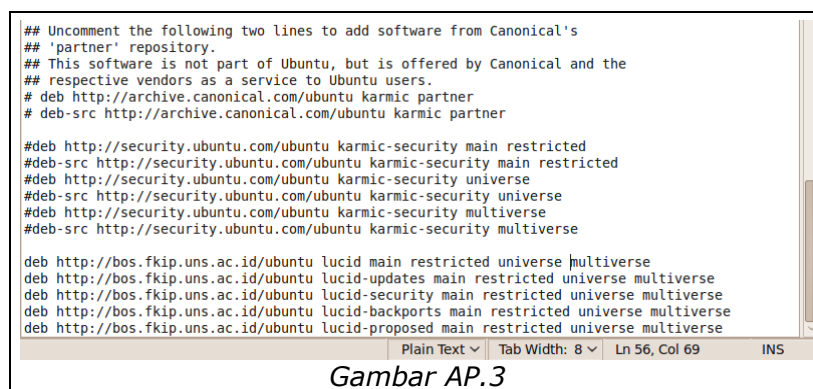 ## Uncomment the following two lines to add software from Canonical's
## 'partner' repository.
## This software is not part of Ubuntu, but is offered by Canonical and the
## respective vendors as a service to Ubuntu users.
# deb http://archive.canonical.com/ubuntu karmic partner
# deb-src http://archive.canonical.com/ubuntu karmic partner

#deb http://security.ubuntu.com/ubuntu karmic-security main restricted
#deb-src http://security.ubuntu.com/ubuntu karmic-security main restricted
#deb http://security.ubuntu.com/ubuntu karmic-security universe
#deb-src http://security.ubuntu.com/ubuntu karmic-security universe
#deb http://security.ubuntu.com/ubuntu karmic-security multiverse
#deb-src http://security.ubuntu.com/ubuntu karmic-security multiverse

deb http://bos.fkip.uns.ac.id/ubuntu lucid main restricted universe multiverse
deb http://bos.fkip.uns.ac.id/ubuntu lucid-updates main restricted universe multiverse
deb http://bos.fkip.uns.ac.id/ubuntu lucid-security main restricted universe multiverse
deb http://bos.fkip.uns.ac.id/ubuntu lucid-backports main restricted universe multiverse
deb http://bos.fkip.uns.ac.id/ubuntu lucid-proposed main restricted universe multiverse
Plain Text Tab Width: 8 Ln 56, Col 69 INS
Gambar AP.3